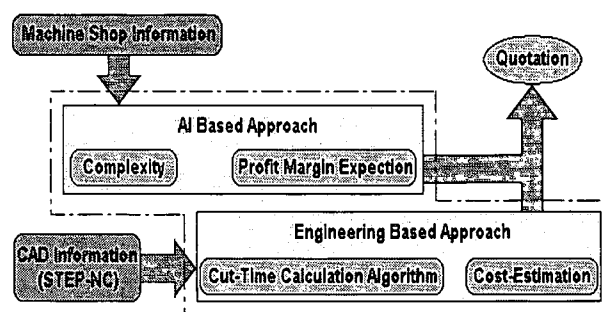 Machine Shop Information
Quotation
AI Based Approach
Complexity
Profit Margin Expection
Engineering Based Approach
CAD Information
(STEP-NC)
Cut-Time Calculation Algorithm
Cost-Estimation